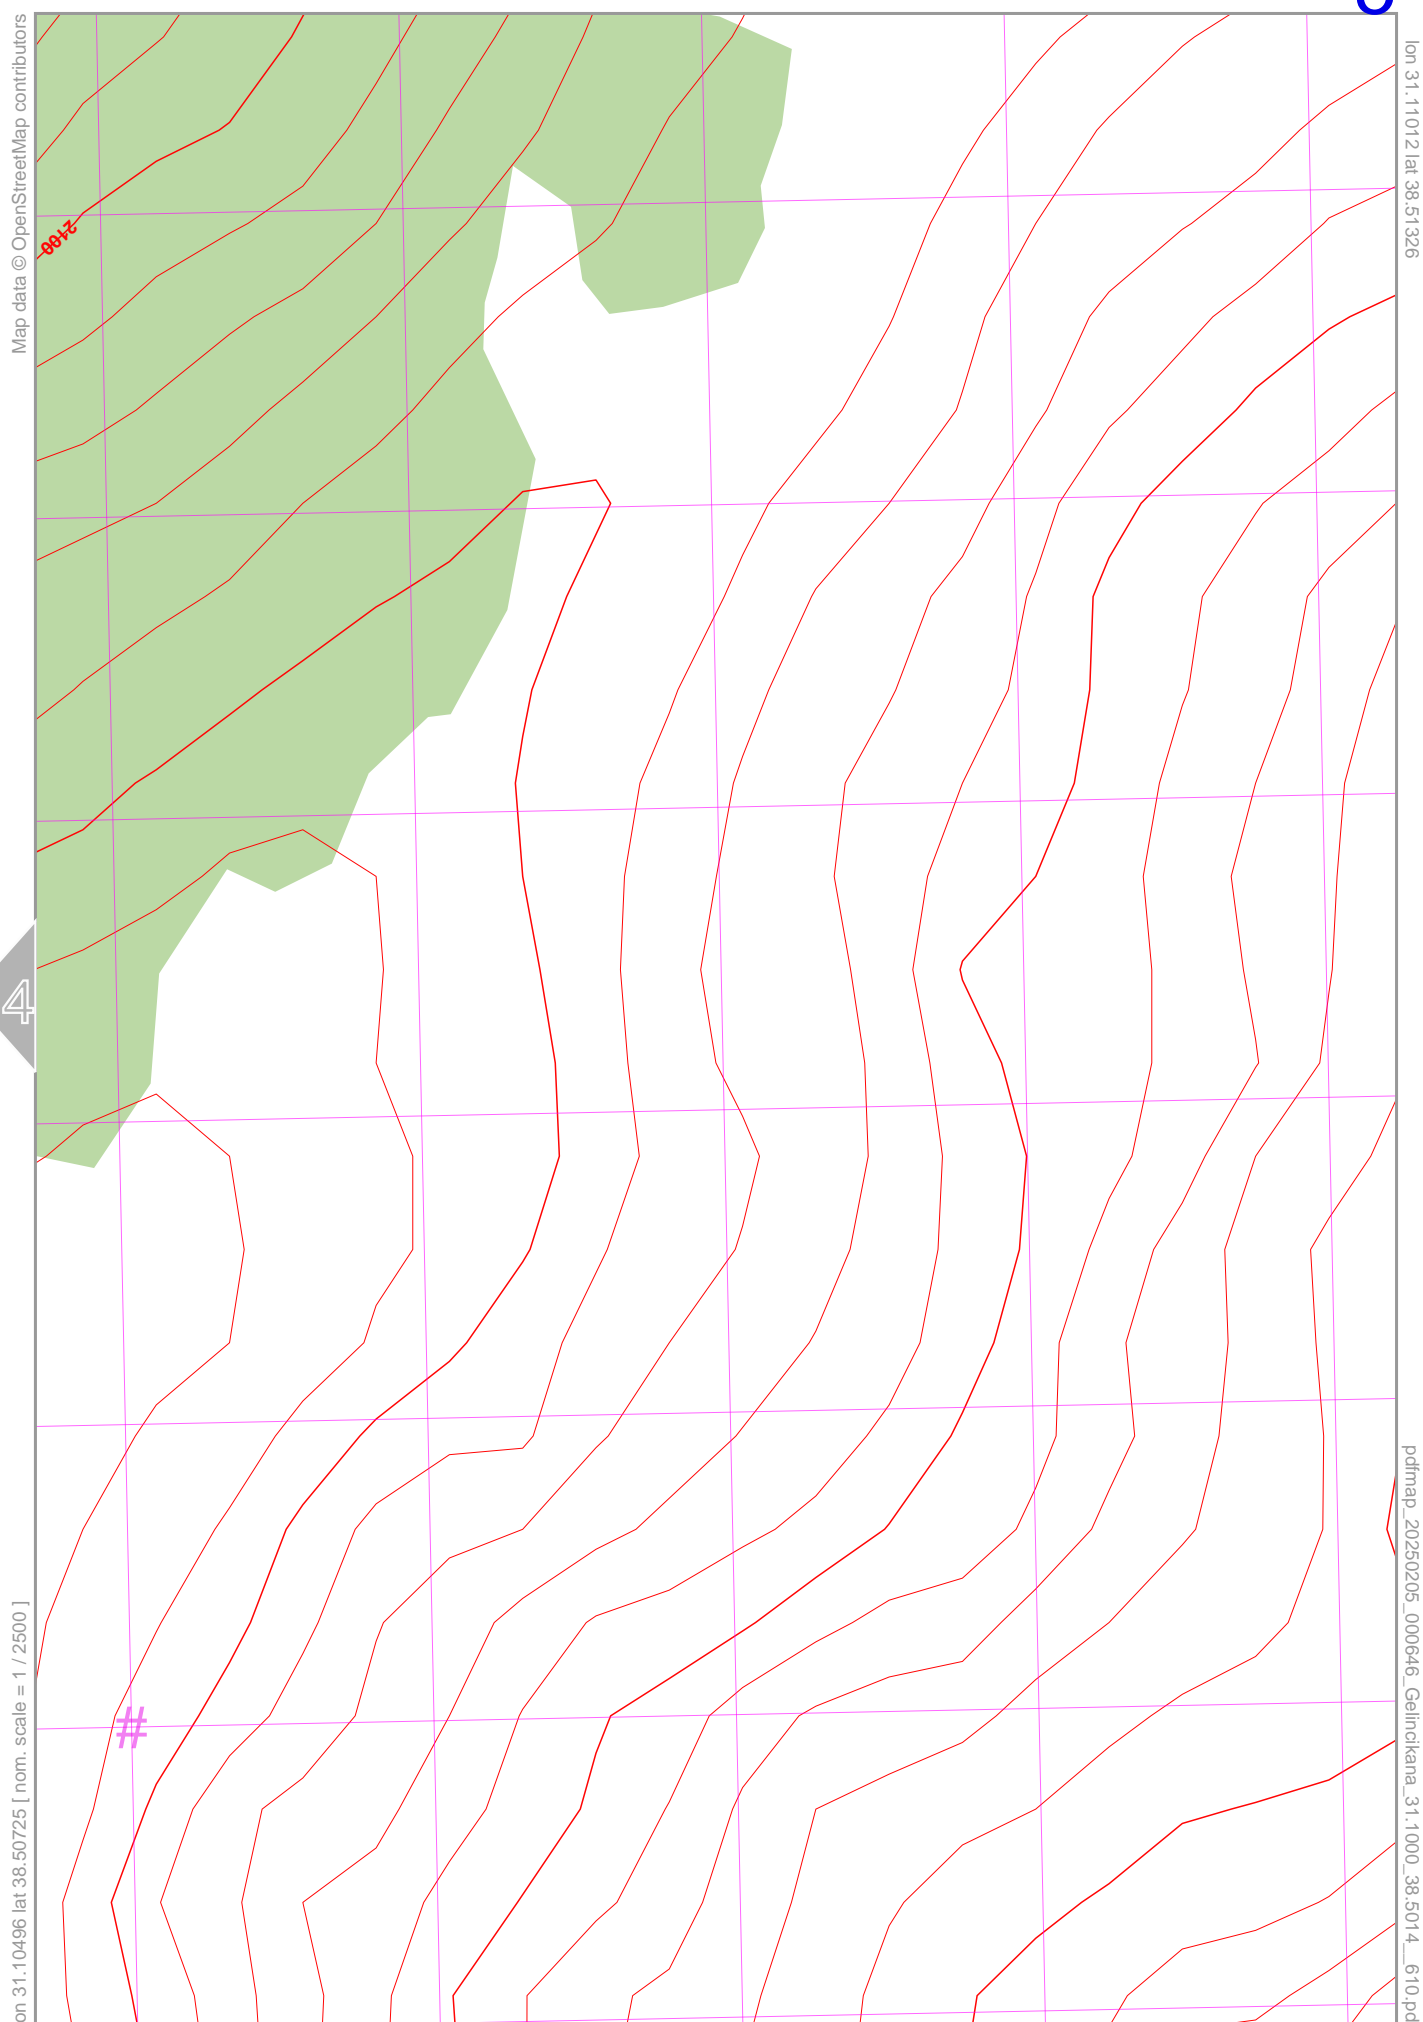 Map data © OpenStreetMap contributors
lon 31.11012 lat 38.51326
2100
4
on 31.10496 lat 38.50725 [ nom. scale = 1 / 2500 ]
#
pdfmap_20250205_000646_Gelincikana_31.1000_38.5014__610.pd